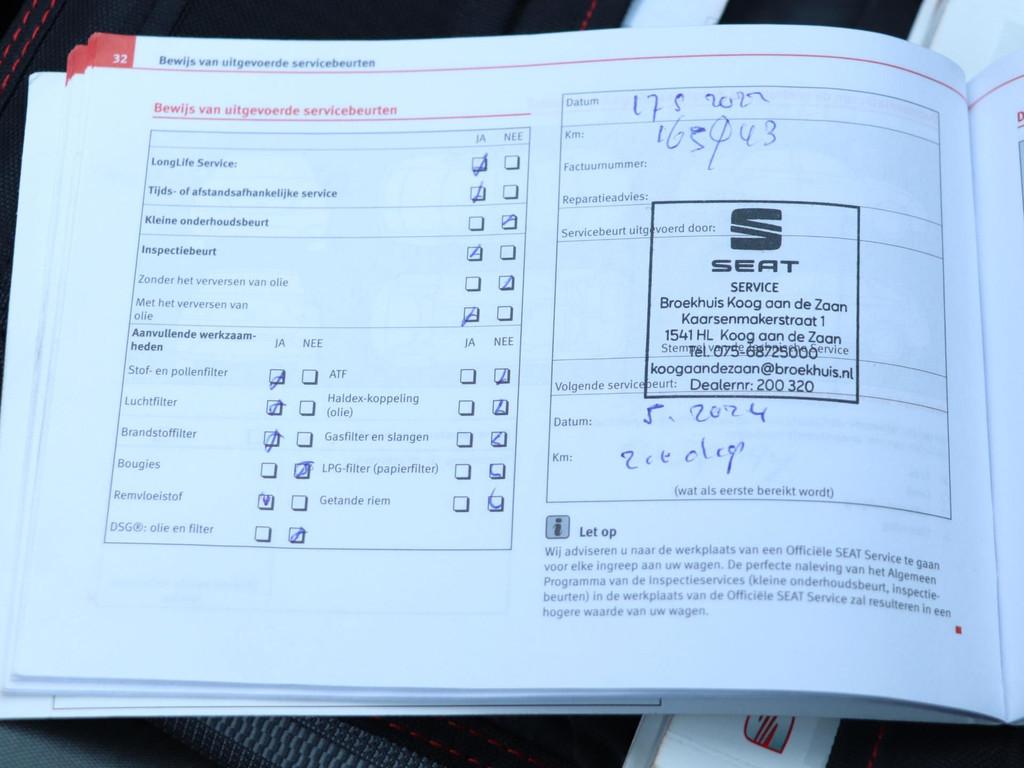 32 Bewijs van uitgevoerde servicebeurten
Bewijs van uitgevoerde servicebeurten
JA NEE
LongLife Service:
Tijds- of afstandsafhankelijke service
Kleine onderhoudsbeurt
Inspectiebeurt
Zonder het verversen van olie
Met het verversen van
olie
Aanvullende werkzaam-
heden
JA NEE JA NEE
Stof- en pollenfilter ATF
Luchtfilter Haldex-koppeling
(olie)
Brandstoffilter Gasfilter en slangen
Bougies LPG-filter (papierfilter)
Remvloeistof Getande riem
DSG®: olie en filter
Datum 17 5 2022
Km:
Factuurnummer:
Reparatieadvies:
Servicebeurt uitgevoerd door:
SEAT
SERVICE
Broekhuis Koog aan de Zaan
Kaarsenmakerstraat 1
1541 HL Koog aan de Zaan
Stempel van de Technische Service
Tel. 075-68725000
koogaandezaan@broekhuis.nl
Dealernr: 200 320
Volgende servicebeurt:
Datum: 5. 2024
Km:
(wat als eerste bereikt wordt)
i Let op
Wij adviseren u naar de werkplaats van een Officiële SEAT Service te gaan
voor elke ingreep aan uw wagen. De perfecte naleving van het Algemeen
Programma van de Inspectieservices (kleine onderhoudsbeurt, inspectie-
beurten) in de werkplaats van de Officiële SEAT Service zal resulteren in een
hogere waarde van uw wagen.